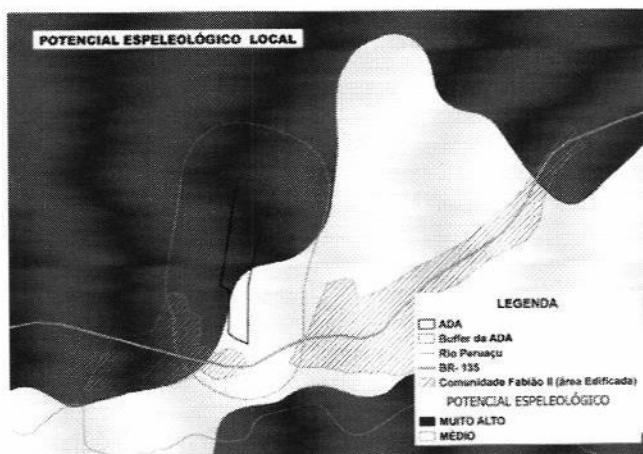 POTENCIAL ESPELEOLÓGICO LOCAL
LEGENDA
ADA
Buffer da ADA
Rio Peruaçu
BR- 135
Comunidade Fabião II (área Edificada)
POTENCIAL ESPELEOLÓGICO
MUITO ALTO
MÉDIO